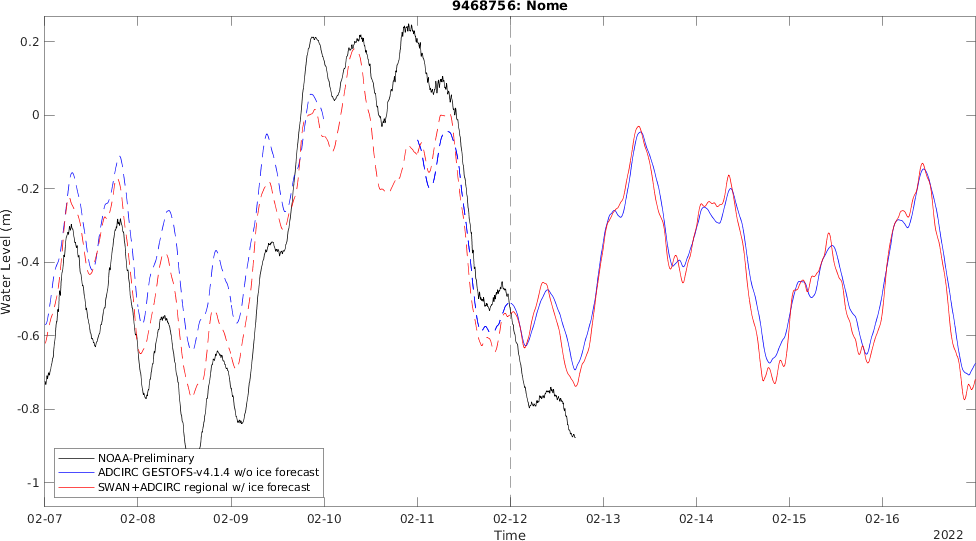 9468756: Nome
Water Level (m)
0.2
0
-0.2
-0.4
-0.6
-0.8
-1
NOAA-Preliminary
ADCIRC GESTOFS-v4.1.4 w/o ice forecast
SWAN+ADCIRC regional w/ ice forecast
02-07 02-08 02-09 02-10 02-11 02-12 02-13 02-14 02-15 02-16
Time
2022